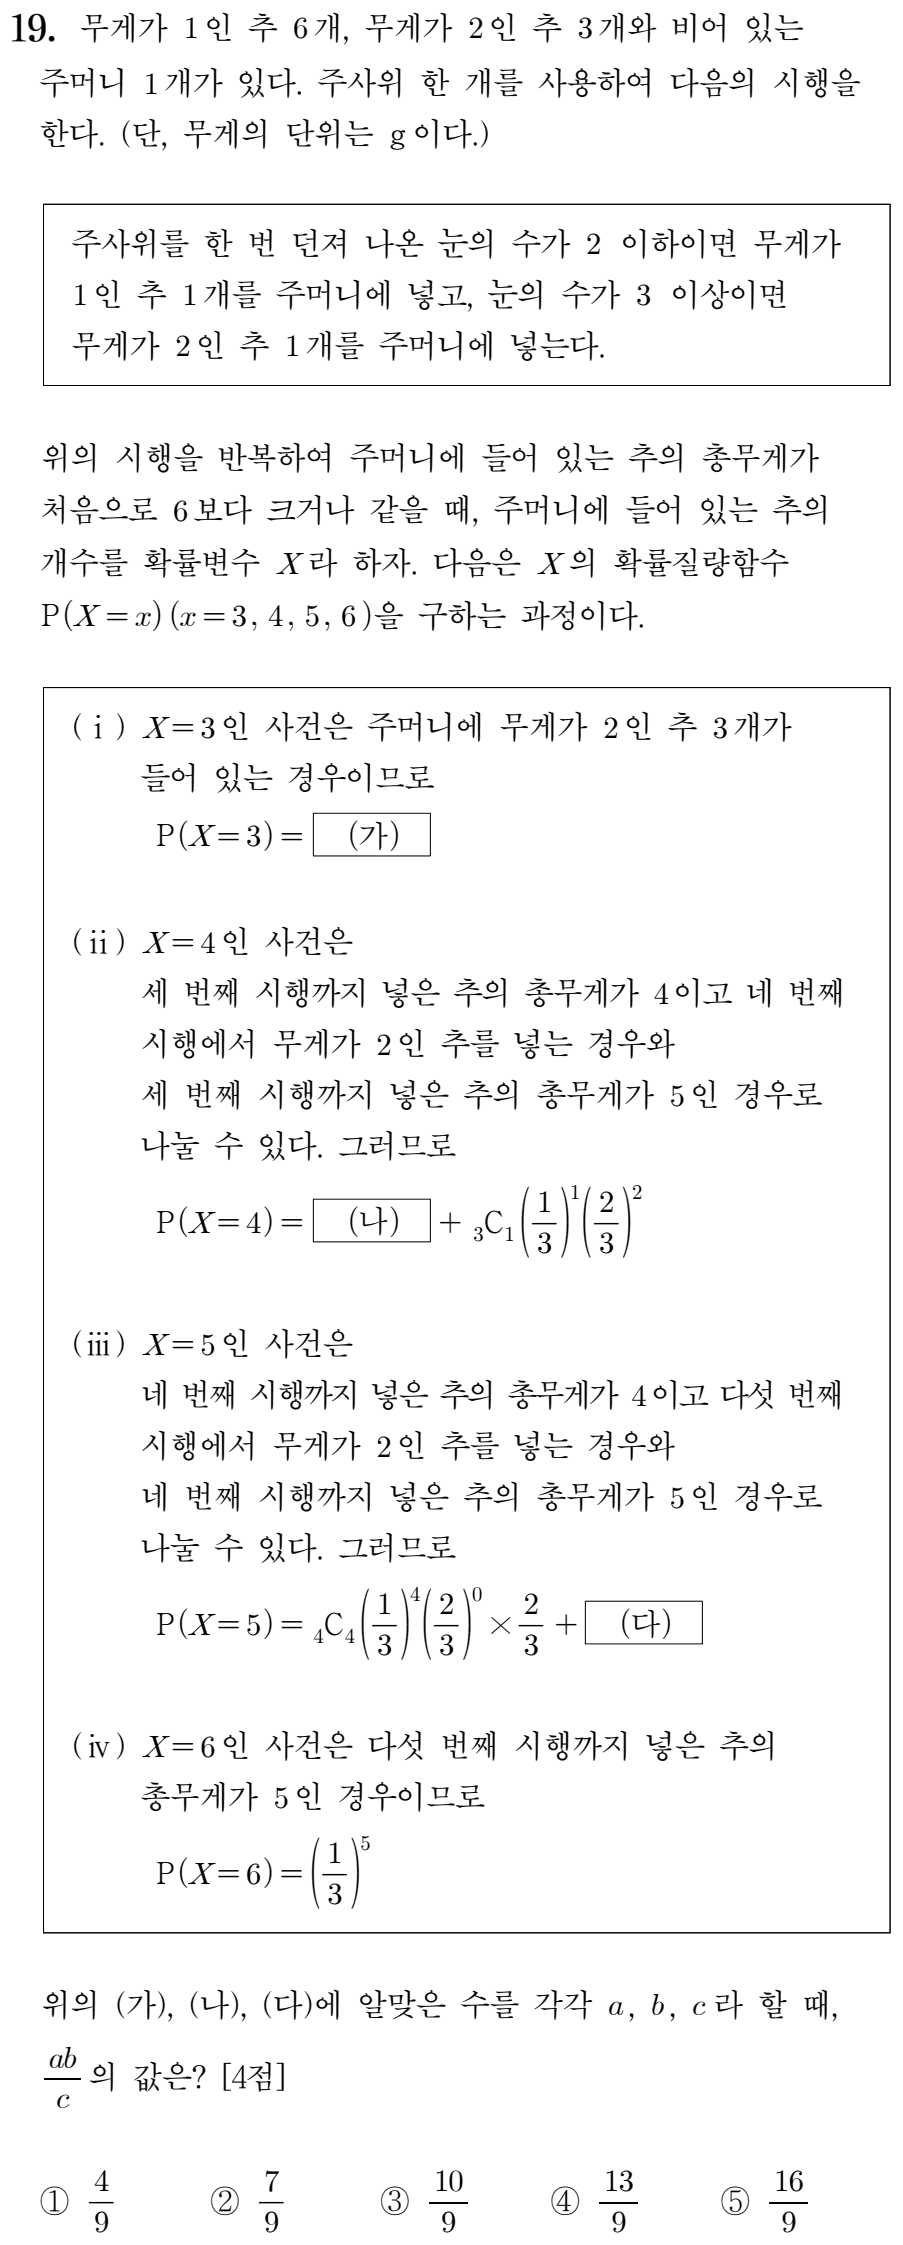 19. 무게가 1인 추 6개, 무게가 2인 추 3개와 비어 있는
주머니 1개가 있다. 주사위 한 개를 사용하여 다음의 시행을
한다. (단, 무게의 단위는 g이다.)
주사위를 한 번 던져 나온 눈의 수가 2 이하이면 무게가
1인 추 1개를 주머니에 넣고, 눈의 수가 3 이상이면
무게가 2인 추 1개를 주머니에 넣는다.
위의 시행을 반복하여 주머니에 들어 있는 추의 총무게가
처음으로 6보다 크거나 같을 때, 주머니에 들어 있는 추의
개수를 확률변수 X라 하자. 다음은 X의 확률질량함수
P(X=x)(x=3, 4, 5, 6)을 구하는 과정이다.
(ⅰ) X=3인 사건은 주머니에 무게가 2인 추 3개가
들어 있는 경우이므로
P(X=3)= (가)
(ⅱ) X=4인 사건은
세 번째 시행까지 넣은 추의 총무게가 4이고 네 번째
시행에서 무게가 2인 추를 넣는 경우와
세 번째 시행까지 넣은 추의 총무게가 5인 경우로
나눌 수 있다. 그러므로
P(X=4)= (나) + ₃C₁(1/3)¹(2/3)²
(ⅲ) X=5인 사건은
네 번째 시행까지 넣은 추의 총무게가 4이고 다섯 번째
시행에서 무게가 2인 추를 넣는 경우와
네 번째 시행까지 넣은 추의 총무게가 5인 경우로
나눌 수 있다. 그러므로
P(X=5)= ₄C₄(1/3)⁴(2/3)⁰×2/3+ (다)
(ⅳ) X=6인 사건은 다섯 번째 시행까지 넣은 추의
총무게가 5인 경우이므로
P(X=6)=(1/3)⁵
위의 (가), (나), (다)에 알맞은 수를 각각 a, b, c라 할 때,
ab/c의 값은? [4점]
① 4/9 ② 7/9 ③ 10/9 ④ 13/9 ⑤ 16/9